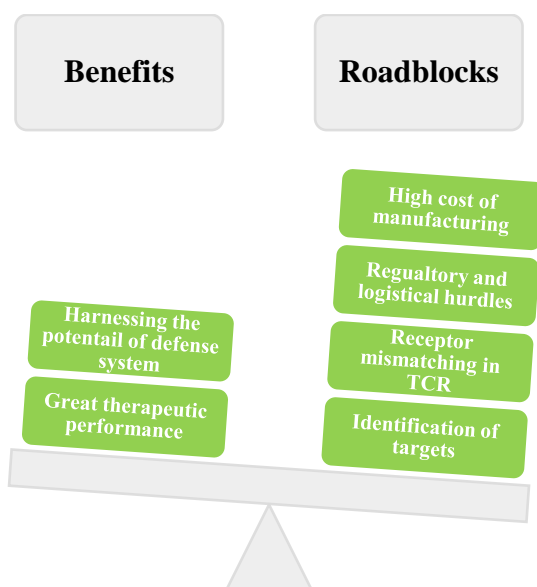 Benefits
Roadblocks
Harnessing the
potentail of defense
system
Great therapeutic
performance
High cost of
manufacturing
Regualtory and
logistical hurdles
Receptor
mismatching in
TCR
Identification of
targets